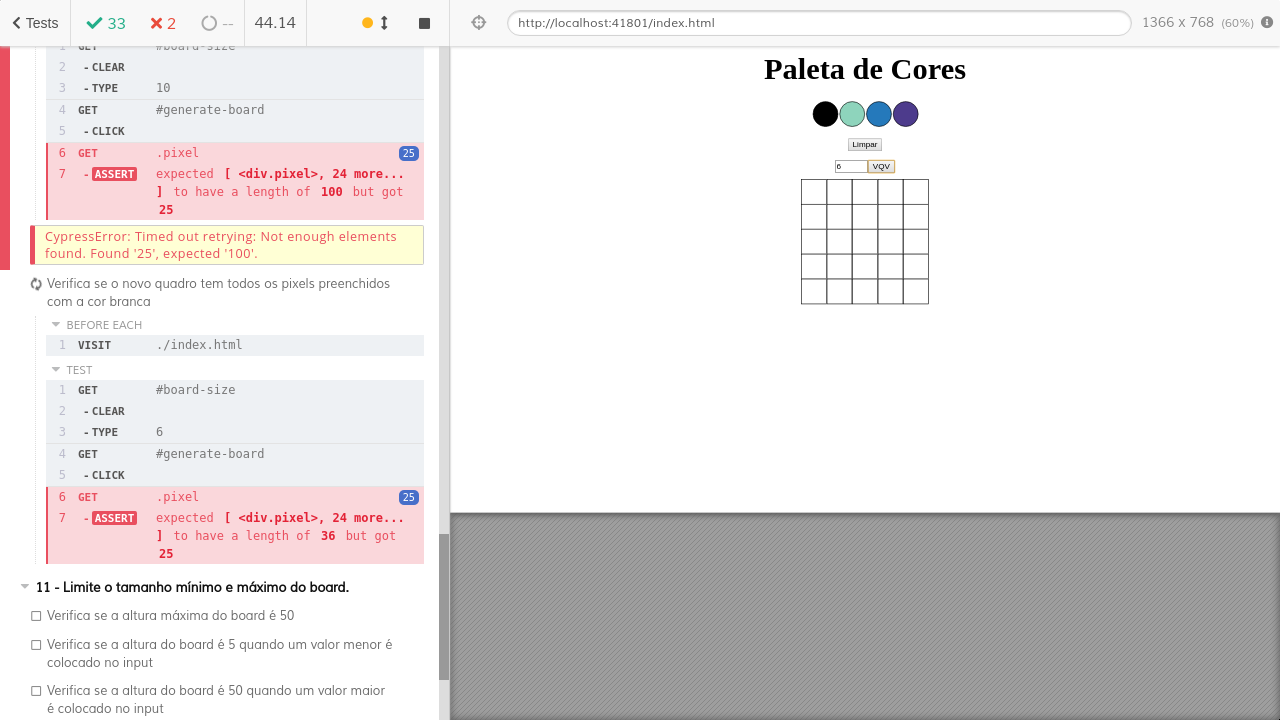 Tests 33 2 -- 44.14
http://localhost:41801/index.html 1366 x 768 (60%)
1 GET #board-size
2 - CLEAR
3 - TYPE 10
4 GET #generate-board
5 - CLICK
6 GET .pixel 25
7 - ASSERT expected [ <div.pixel>, 24 more...
] to have a length of 100 but got
25
CypressError: Timed out retrying: Not enough elements
found. Found '25', expected '100'.
Verifica se o novo quadro tem todos os pixels preenchidos
com a cor branca
BEFORE EACH
1 VISIT ./index.html
TEST
1 GET #board-size
2 - CLEAR
3 - TYPE 6
4 GET #generate-board
5 - CLICK
6 GET .pixel 25
7 - ASSERT expected [ <div.pixel>, 24 more...
] to have a length of 36 but got
25
11 - Limite o tamanho mínimo e máximo do board.
Verifica se a altura máxima do board é 50
Verifica se a altura do board é 5 quando um valor menor é
colocado no input
Verifica se a altura do board é 50 quando um valor maior
é colocado no input
Paleta de Cores
Limpar
6 VQV